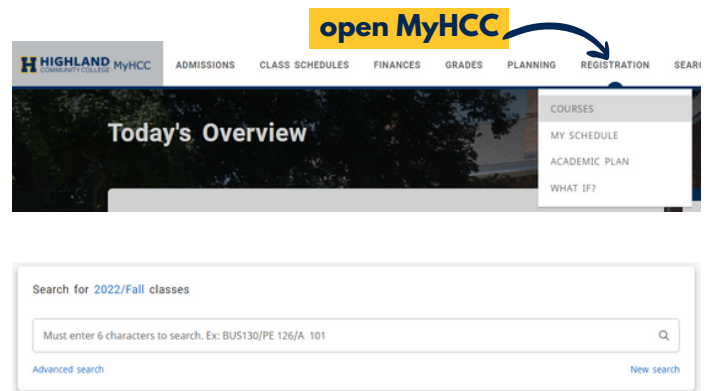 open MyHCC
HIGHLAND
COMMUNITY COLLEGE
MyHCC ADMISSIONS CLASS SCHEDULES FINANCES GRADES PLANNING REGISTRATION
Today's Overview
COURSES
MY SCHEDULE
ACADEMIC PLAN
WHAT IF?
Search for 2022/Fall classes
Must enter 6 characters to search. Ex: BUS130/PE 126/A 101
Advanced search New search